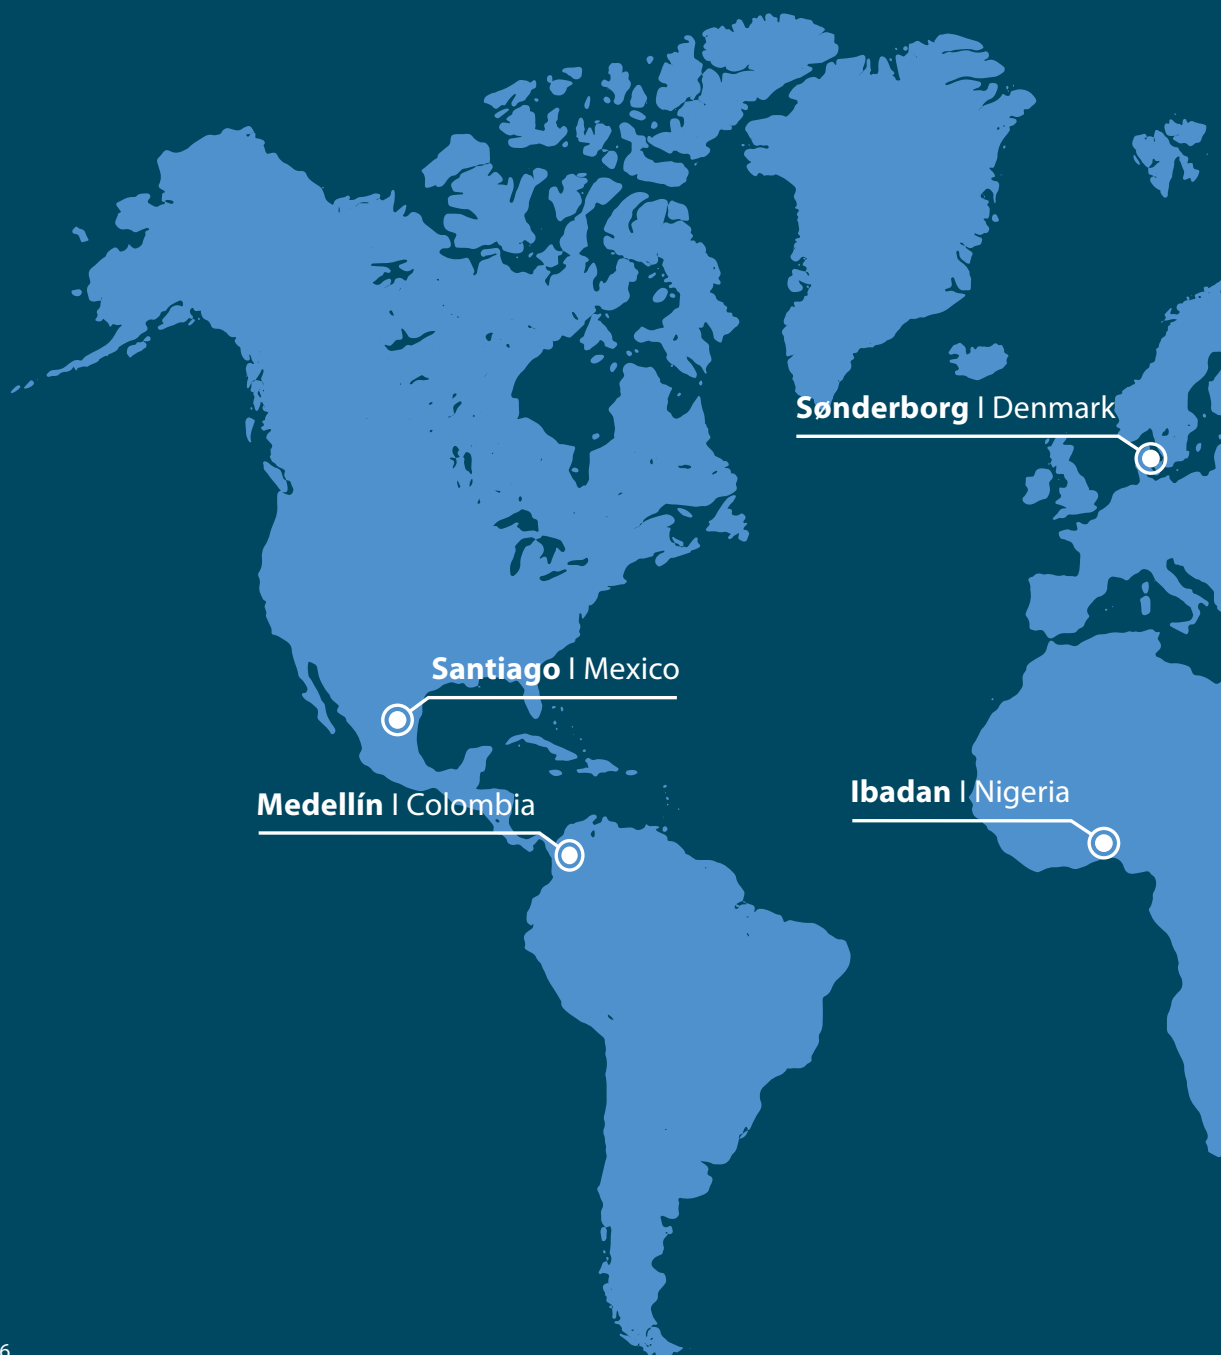 Sønderborg I Denmark
Santiago I Mexico
Medellín I Colombia
Ibadan I Nigeria
6